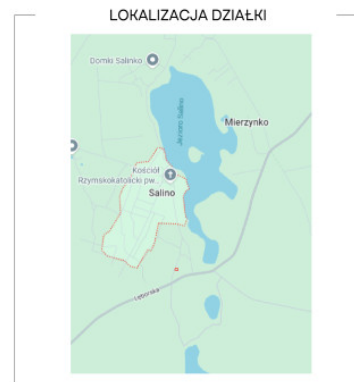 LOKALIZACJA DZIAŁKI
Domki Salinko
Jezioro Salino
Mierzynko
Kościół
Rzymskokatolicki pw...
Salino
Lęborska